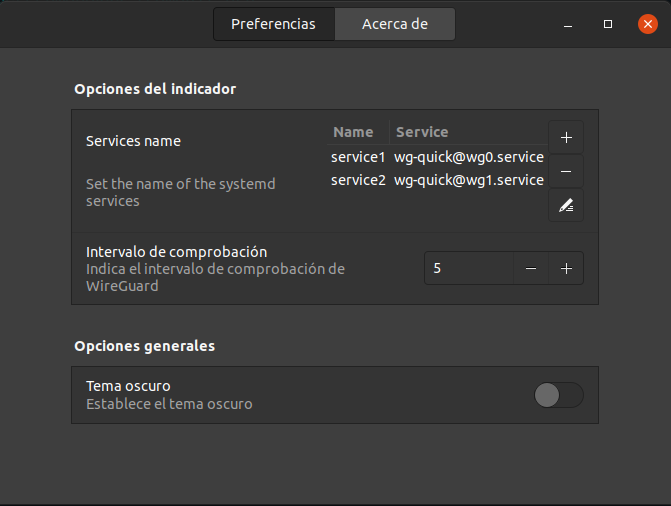 Preferencias Acerca de
Opciones del indicador
Services name
Set the name of the systemd
services
Name Service
service1 wg-quick@wg0.service
service2 wg-quick@wg1.service
Intervalo de comprobación
Indica el intervalo de comprobación de
WireGuard
5
Opciones generales
Tema oscuro
Establece el tema oscuro